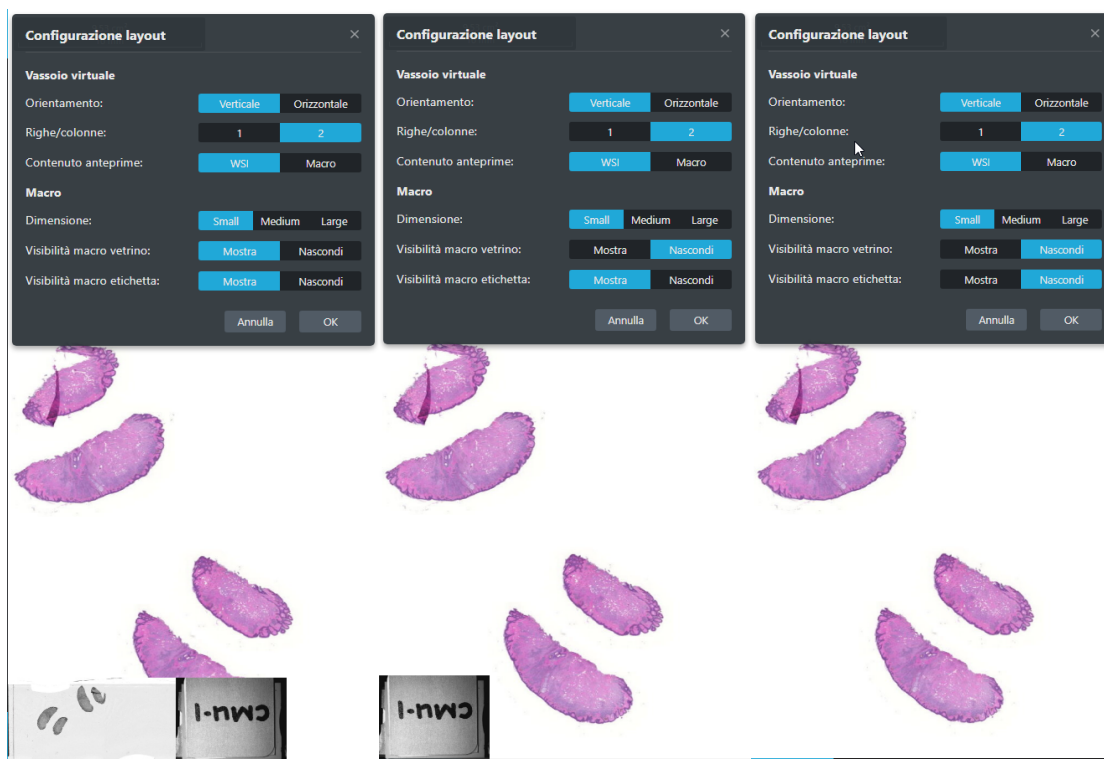 Configurazione layout ×
Vassoio virtuale
Orientamento: Verticale Orizzontale
Righe/colonne: 1 2
Contenuto anteprime: WSI Macro
Macro
Dimensione: Small Medium Large
Visibilità macro vetrino: Mostra Nascondi
Visibilità macro etichetta: Mostra Nascondi
Annulla OK
CMU-1
Configurazione layout ×
Vassoio virtuale
Orientamento: Verticale Orizzontale
Righe/colonne: 1 2
Contenuto anteprime: WSI Macro
Macro
Dimensione: Small Medium Large
Visibilità macro vetrino: Mostra Nascondi
Visibilità macro etichetta: Mostra Nascondi
Annulla OK
CMU-1
Configurazione layout ×
Vassoio virtuale
Orientamento: Verticale Orizzontale
Righe/colonne: 1 2
Contenuto anteprime: WSI Macro
Macro
Dimensione: Small Medium Large
Visibilità macro vetrino: Mostra Nascondi
Visibilità macro etichetta: Mostra Nascondi
Annulla OK